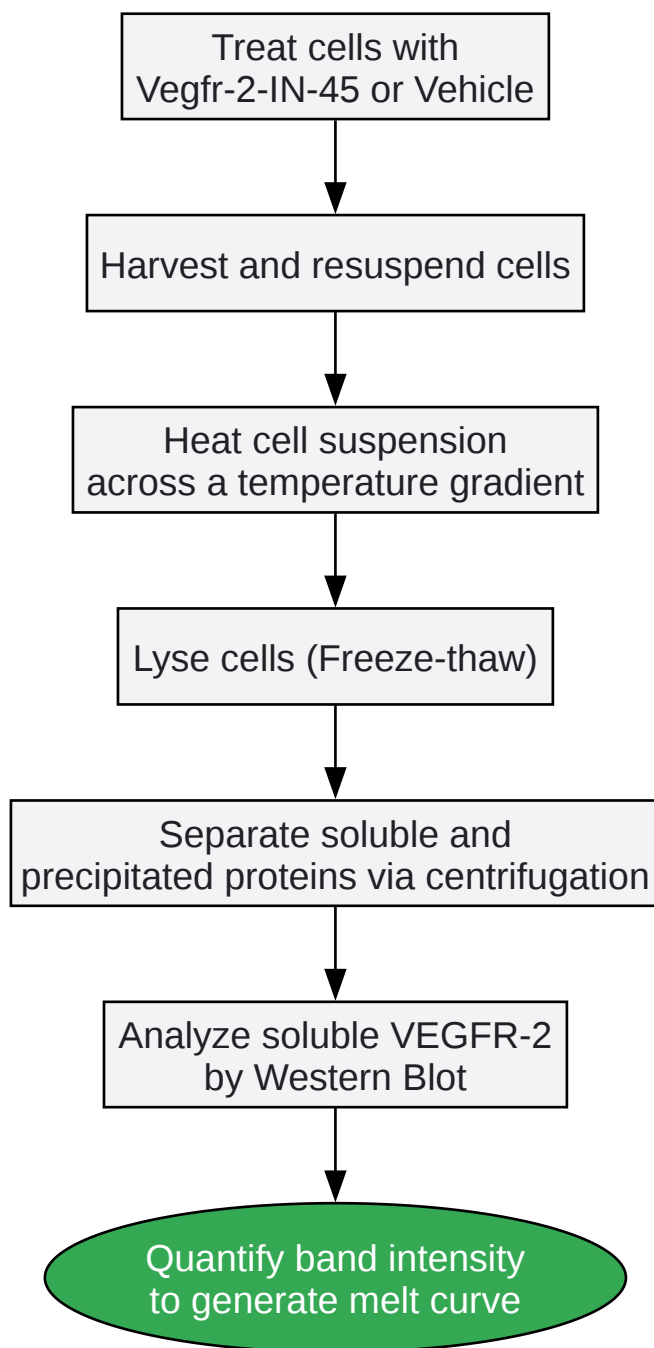 Treat cells with
Vegfr-2-IN-45 or Vehicle
Harvest and resuspend cells
Heat cell suspension
across a temperature gradient
Lyse cells (Freeze-thaw)
Separate soluble and
precipitated proteins via centrifugation
Analyze soluble VEGFR-2
by Western Blot
Quantify band intensity
to generate melt curve